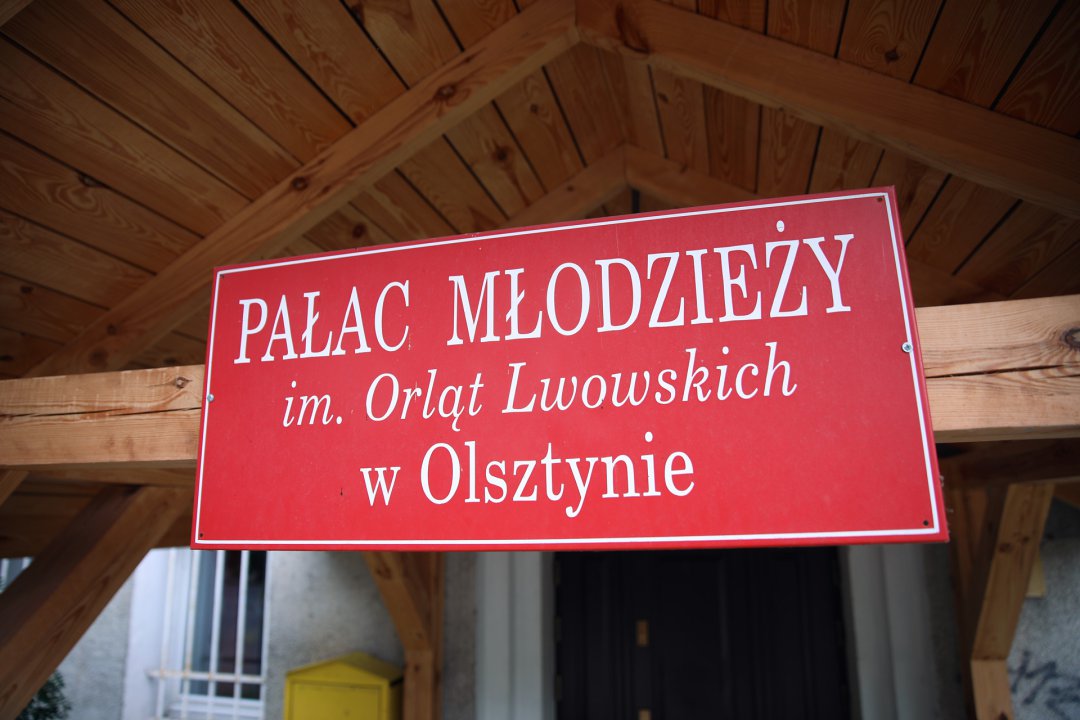 PAŁAC MŁODZIEŻY
im. Orląt Lwowskich
w Olsztynie